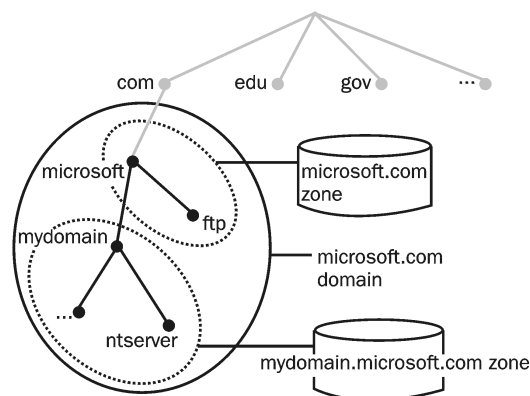 com
edu
gov
...
microsoft
microsoft.com
zone
ftp
mydomain
microsoft.com
domain
...
ntserver
mydomain.microsoft.com zone